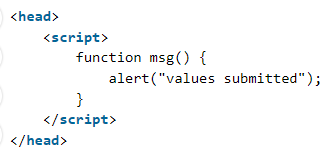 <head>
    <script>
        function msg() {
            alert("values submitted");
        }
    </script>
</head>